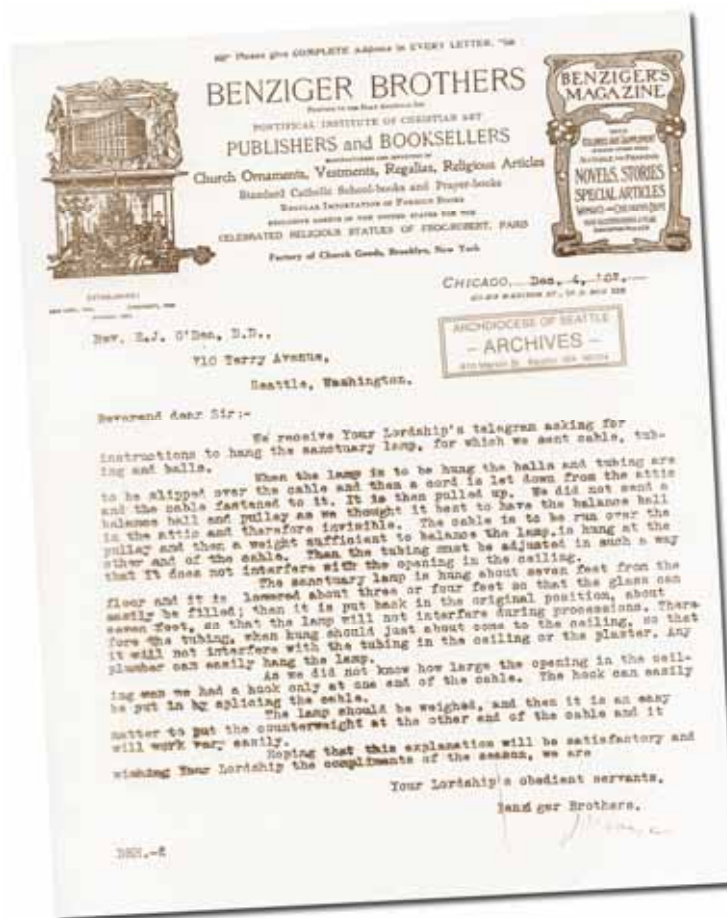 Please give COMPLETE Address in EVERY LETTER.
BENZIGER BROTHERS
PONTIFICAL INSTITUTE OF CHRISTIAN ART
PUBLISHERS and BOOKSELLERS
Church Ornaments, Vestments, Regalias, Religious Articles
Standard Catholic School-books and Prayer-books
REGULAR IMPORTATION OF FOREIGN BOOKS
EXCLUSIVE AGENTS IN THE UNITED STATES FOR THE
CELEBRATED RELIGIOUS STATUES OF FROC-ROBERT, PARIS
Factory of Church Goods, Brooklyn, New York
BENZIGER'S
MAGAZINE
NOVELS, STORIES
SPECIAL ARTICLES
CHICAGO, Dec. 4, '07.
ARCHDIOCESE OF SEATTLE
- ARCHIVES -
Rev. E.J. O'Dea, D.D.,
710 Terry Avenue,
Seattle, Washington.
Reverend dear Sir:-
We receive Your Lordship's telegram asking for
instructions to hang the sanctuary lamp, for which we sent cable, tub-
ing and balls.
When the lamp is to be hung the balls and tubing are
to be slipped over the cable and then a cord is let down from the attic
and the cable fastened to it. It is then pulled up. We did not send a
balance ball and pulley as we thought it best to have the balance ball
in the attic and therefore invisible. The cable is to be run over the
pulley and then a weight sufficient to balance the lamp,is hung at the
other end of the cable. Then the tubing must be adjusted in such a way
that it does not interfere with the opening in the ceiling.
The sanctuary lamp is hung about seven feet from the
floor and it is lowered about three or four feet so that the glass can
easily be filled; then it is put back in the original position, about
seven feet, so that the lamp will not interfere during processions. There-
fore the tubing, when hung should just about come to the ceiling, so that
it will not interfere with the tubing in the ceiling or the plaster. Any
plumber can easily hang the lamp.
As we did not know how large the opening in the ceil-
ing was we had a hook only at one end of the cable. The hook can easily
be put in by splicing the cable.
The lamp should be weighed, and then it is an easy
matter to put the counterweight at the other end of the cable and it
will work very easily.
Hoping that this explanation will be satisfactory and
wishing Your Lordship the compliments of the season, we are
Your Lordship's obedient servants,
Benziger Brothers.